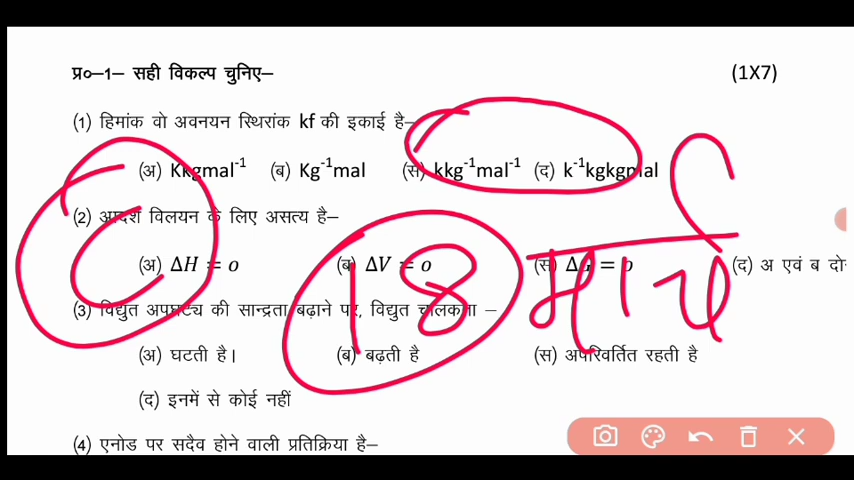 प्र०–1– सही विकल्प चुनिए– (1X7)
(1) हिमांक वो अवनयन स्थिरांक kf की इकाई है–
(अ) Kkgmal⁻¹ (ब) Kg⁻¹mal (स) kkg⁻¹mal⁻¹ (द) k⁻¹kgkgmlal
(2) आदर्श विलयन के लिए असत्य है–
(अ) ΔH = o (ब) ΔV = o (स) ΔG = o (द) अ एवं ब दो
18 मार्च
(3) विद्युत अपघट्य की सान्द्रता बढ़ाने पर, विद्युत चालकता –
(अ) घटती है। (ब) बढ़ती है (स) अपरिवर्तित रहती है
(द) इनमें से कोई नहीं
(4) एनोड पर सदैव होने वाली प्रतिक्रिया है–